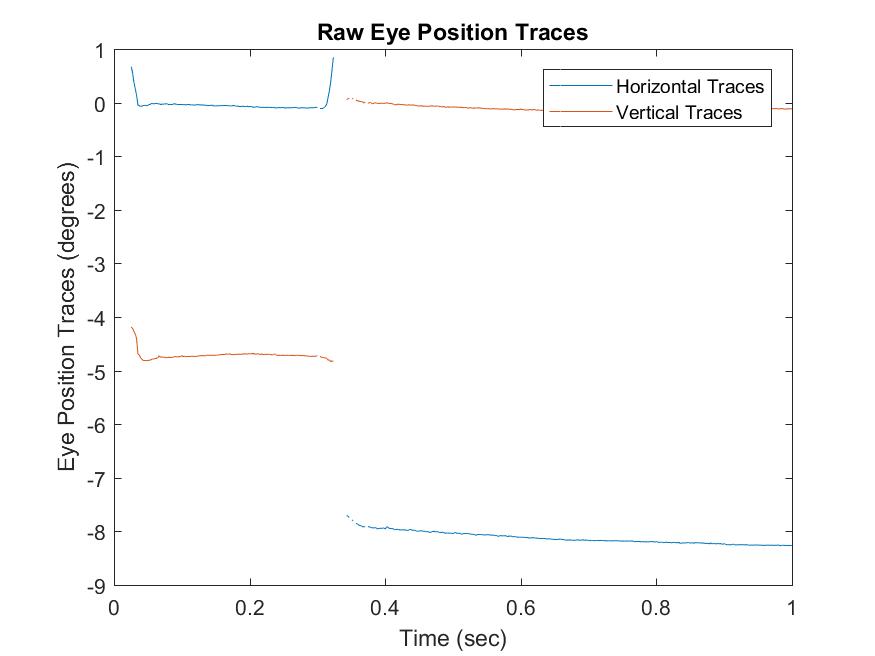 Raw Eye Position Traces
1
0
-1
-2
-3
-4
-5
-6
-7
-8
-9
Eye Position Traces (degrees)
Horizontal Traces
Vertical Traces
0 0.2 0.4 0.6 0.8 1
Time (sec)